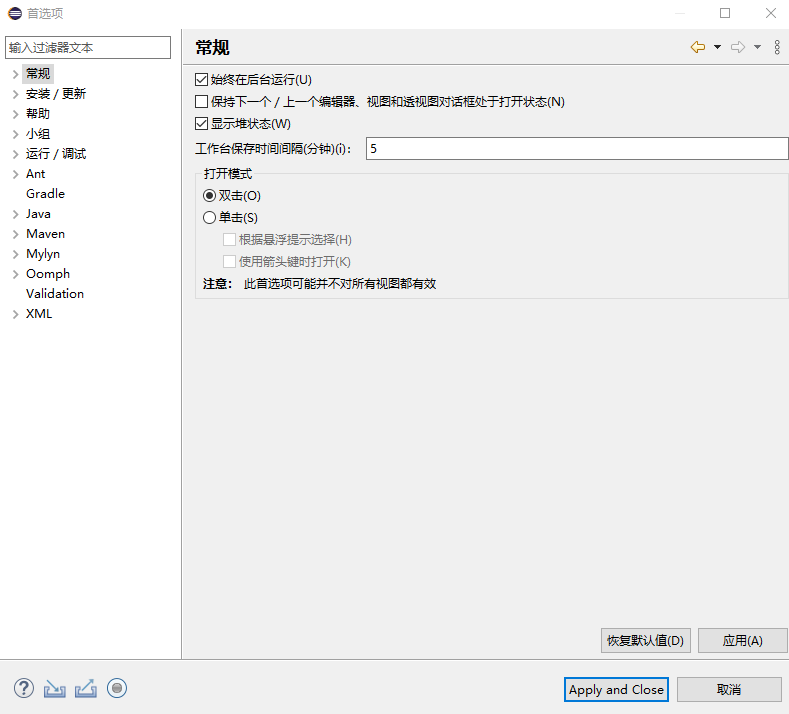 首选项
输入过滤器文本
常规
安装 / 更新
帮助
小组
运行 / 调试
Ant
Gradle
Java
Maven
Mylyn
Oomph
Validation
XML
常规
始终在后台运行(U)
保持下一个 / 上一个编辑器、视图和透视图对话框处于打开状态(N)
显示堆状态(W)
工作台保存时间间隔(分钟)(i)： 5
打开模式
双击(O)
单击(S)
根据悬浮提示选择(H)
使用箭头键时打开(K)
注意： 此首选项可能并不对所有视图都有效
恢复默认值(D) 应用(A)
Apply and Close 取消